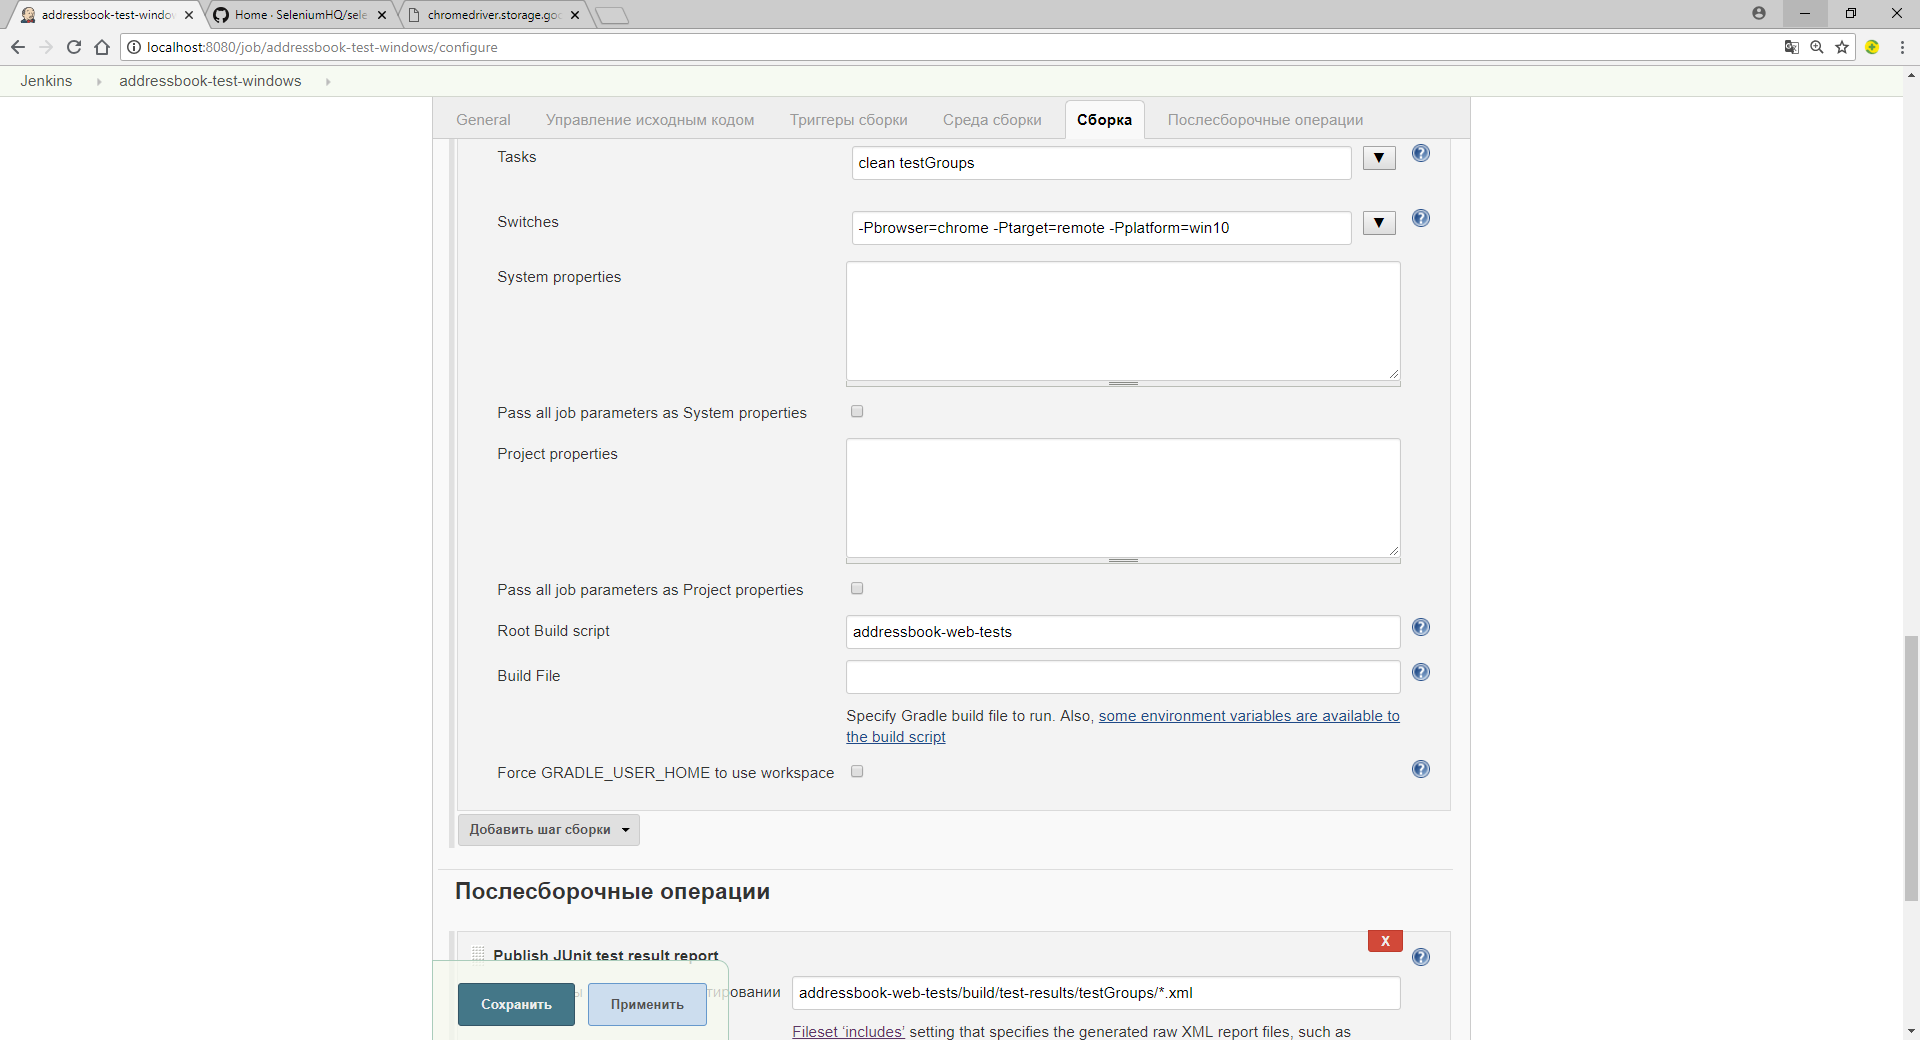 addressbook-test-windo
Home · SeleniumHQ/sele
chromedriver.storage.goo
localhost:8080/job/addressbook-test-windows/configure
Jenkins
addressbook-test-windows
General
Управление исходным кодом
Триггеры сборки
Среда сборки
Сборка
Послесборочные операции
Tasks
clean testGroups
Switches
-Pbrowser=chrome -Ptarget=remote -Pplatform=win10
System properties
Pass all job parameters as System properties
Project properties
Pass all job parameters as Project properties
Root Build script
addressbook-web-tests
Build File
Specify Gradle build file to run. Also, some environment variables are available to
the build script
Force GRADLE_USER_HOME to use workspace
Добавить шаг сборки
Послесборочные операции
X
Publish JUnit test result report
тировании
addressbook-web-tests/build/test-results/testGroups/*.xml
Сохранить
Применить
Fileset ‘includes’ setting that specifies the generated raw XML report files, such as